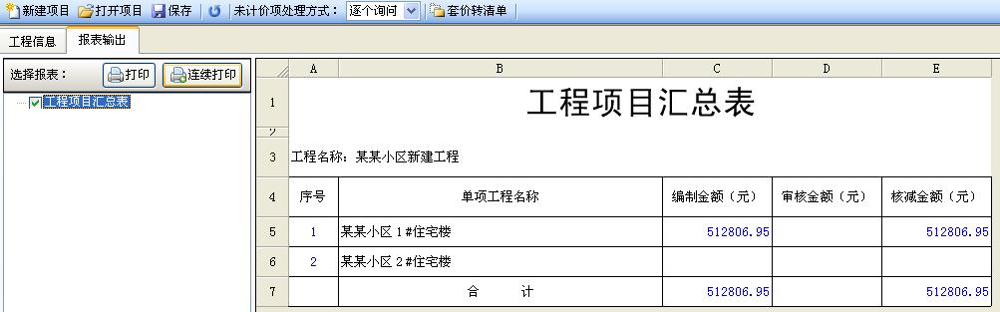 新建项目 打开项目 保存 未计价项处理方式： 逐个询问 套价转清单
工程信息 报表输出
选择报表： 打印 连续打印
工程项目汇总表
A B C D E
1 工程项目汇总表
2
3 工程名称：某某小区新建工程
4 序号 单项工程名称 编制金额（元） 审核金额（元） 核减金额（元）
5 1 某某小区1#住宅楼 512806.95 512806.95
6 2 某某小区2#住宅楼
7 合 计 512806.95 512806.95